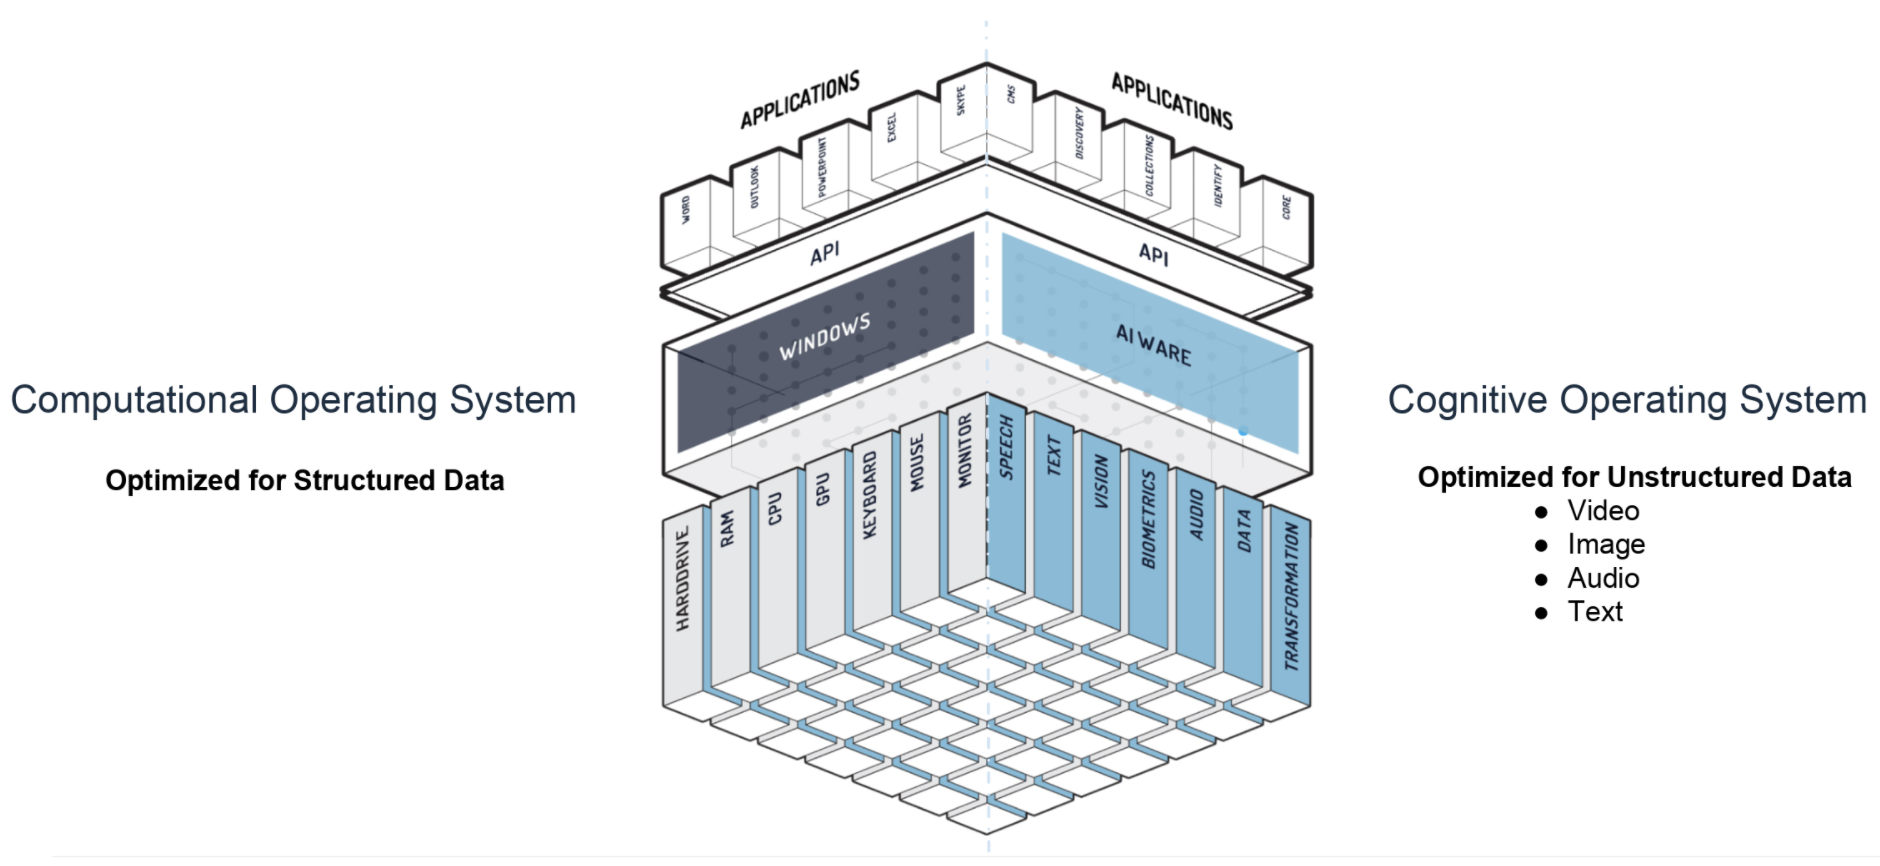 APPLICATIONS
APPLICATIONS
WORD
OUTLOOK
POWERPOINT
EXCEL
SKYPE
CMS
DISCOVERY
COLLECTIONS
IDENTIFY
CORE
API
API
WINDOWS
AI WARE
Computational Operating System
Optimized for Structured Data
HARDDRIVE
RAM
CPU
GPU
KEYBOARD
MOUSE
MONITOR
SPEECH
TEXT
VISION
BIOMETRICS
AUDIO
DATA
TRANSFORMATION
Cognitive Operating System
Optimized for Unstructured Data
● Video
● Image
● Audio
● Text